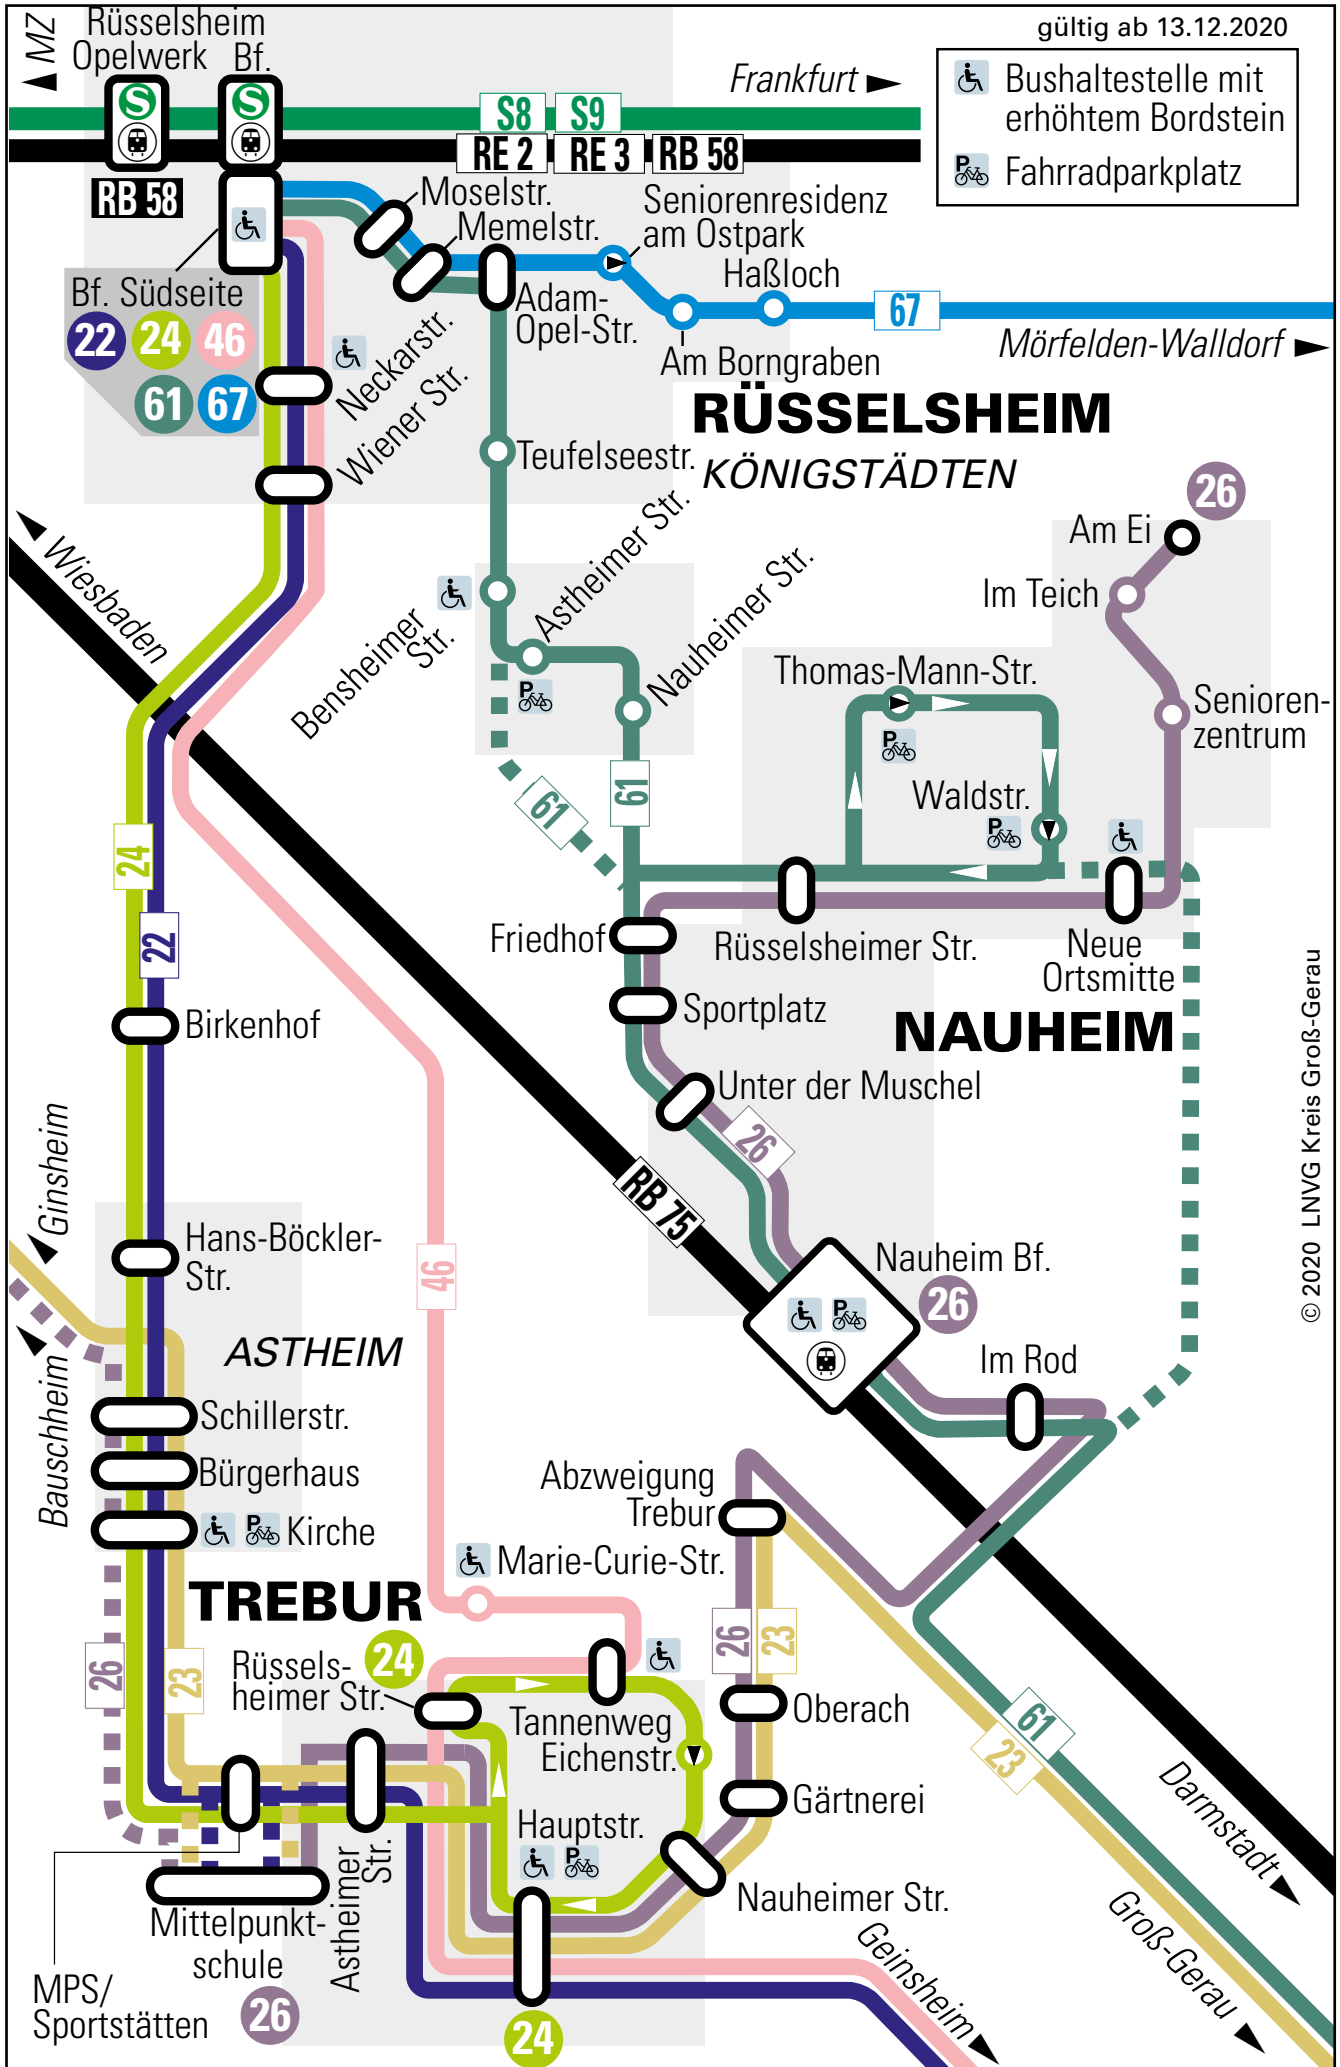 gültig ab 13.12.2020
MZ
Rüsselsheim
Opelwerk
Bf.
Frankfurt
Bushaltestelle mit
erhöhtem Bordstein
P
Fahrradparkplatz
S
S
S8
S9
RE 2
RE 3
RB 58
RB 58
Moselstr.
Memelstr.
Seniorenresidenz
am Ostpark
Haßloch
Adam-
Opel-Str.
67
Am Borngraben
Mörfelden-Walldorf
Bf. Südseite
22
24
46
61
67
Neckarstr.
Wiener Str.
RÜSSELSHEIM
KÖNIGSTÄDTEN
Teufelseestr.
26
Am Ei
Im Teich
Wiesbaden
Bensheimer
Str.
Astheimer Str.
P
Nauheimer Str.
Thomas-Mann-Str.
P
Senioren-
zentrum
Waldstr.
P
61
61
24
22
Friedhof
Rüsselsheimer Str.
Neue
Ortsmitte
Sportplatz
NAUHEIM
Birkenhof
Unter der Muschel
26
RB 75
Ginsheim
Hans-Böckler-
Str.
46
Nauheim Bf.
26
P
© 2020 LNVG Kreis Groß-Gerau
ASTHEIM
Bauschheim
Im Rod
Schillerstr.
Bürgerhaus
P
Kirche
Abzweigung
Trebur
Marie-Curie-Str.
TREBUR
26
23
24
Rüssels-
heimer Str.
26
23
Tannenweg
Eichenstr.
Oberach
61
23
Gärtnerei
Hauptstr.
P
Darmstadt
Nauheimer Str.
Mittelpunkt-
schule
26
Astheimer
Str.
MPS/
Sportstätten
24
Geinsheim
Groß-Gerau